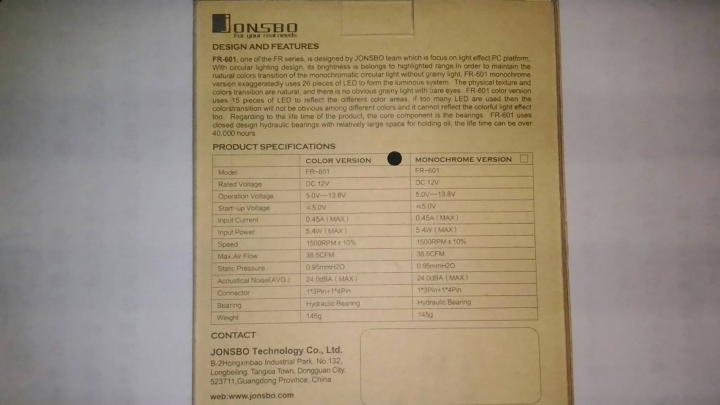 JONSBO
For your real needs
DESIGN AND FEATURES
FR-601, one of the FR series, is designed by JONSBO team which is focus on light effect PC platform.
With circular lighting design, its brightness is belongs to highlighted range.In order to maintain the
natural colors transition of the monochromatic circular light without grainy light, FR-601 monochrome
version exaggeratedly uses 26 pieces of LED to form the luminous system. The physical texture and
colors transition are natural, and there is no obvious grainy light with bare eyes. FR-601 color version
uses 15 pieces of LED to reflect the different color areas, if too many LED are used then the
colorstransition will not be obvious among different colors and it cannot reflect the colorful light effect
too. Regarding to the life time of the product, the core component is the bearings. FR-601 uses
closed design hydraulic bearings with relatively large space for holding oil, the life time can be over
40,000 hours
PRODUCT SPECIFICATIONS
COLOR VERSION MONOCHROME VERSION
Model FR-601 FR-601
Rated Voltage DC 12V DC 12V
Operation Voltage 5.0V—13.8V 5.0V—13.8V
Start-up Voltage ≤5.0V ≤5.0V
Input Current 0.45A ( MAX ) 0.45A ( MAX )
Input Power 5.4W ( MAX ) 5.4W ( MAX )
Speed 1500RPM ± 10% 1500RPM ± 10%
Max.Air Flow 38.5CFM 38.5CFM
Static Pressure 0.95mmH2O 0.95mmH2O
Acoustical Noise(AVG.) 24.0dBA ( MAX ) 24.0dBA ( MAX )
Connector 1*3Pin+1*4Pin 1*3Pin+1*4Pin
Bearing Hydraulic Bearing Hydraulic Bearing
Weight 145g 145g
CONTACT
JONSBO Technology Co., Ltd.
B-2Hongxinbao Industrial Park, No.132,
Longbeiling, Tangxia Town, Dongguan City,
523711,Guangdong Province, China
web:www.jonsbo.com